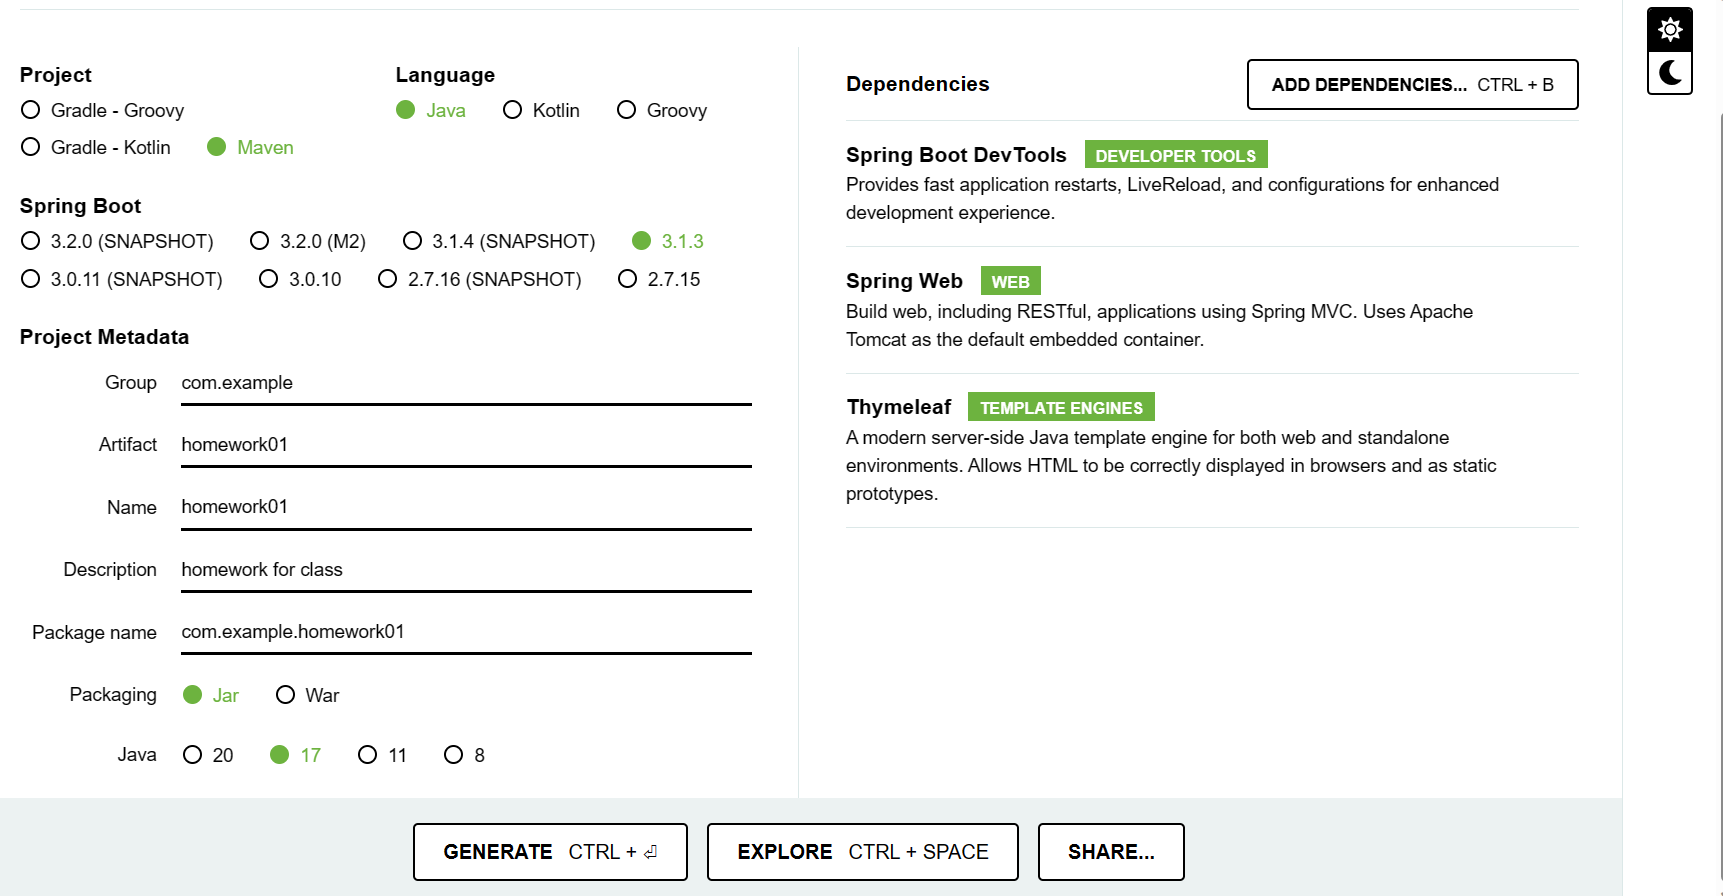 Project
Gradle - Groovy
Gradle - Kotlin Maven
Language
Java Kotlin Groovy
Spring Boot
3.2.0 (SNAPSHOT) 3.2.0 (M2) 3.1.4 (SNAPSHOT) 3.1.3
3.0.11 (SNAPSHOT) 3.0.10 2.7.16 (SNAPSHOT) 2.7.15
Project Metadata
Group com.example
Artifact homework01
Name homework01
Description homework for class
Package name com.example.homework01
Packaging Jar War
Java 20 17 11 8
Dependencies
ADD DEPENDENCIES... CTRL + B
Spring Boot DevTools DEVELOPER TOOLS
Provides fast application restarts, LiveReload, and configurations for enhanced
development experience.
Spring Web WEB
Build web, including RESTful, applications using Spring MVC. Uses Apache
Tomcat as the default embedded container.
Thymeleaf TEMPLATE ENGINES
A modern server-side Java template engine for both web and standalone
environments. Allows HTML to be correctly displayed in browsers and as static
prototypes.
GENERATE CTRL + ⏎
EXPLORE CTRL + SPACE
SHARE...